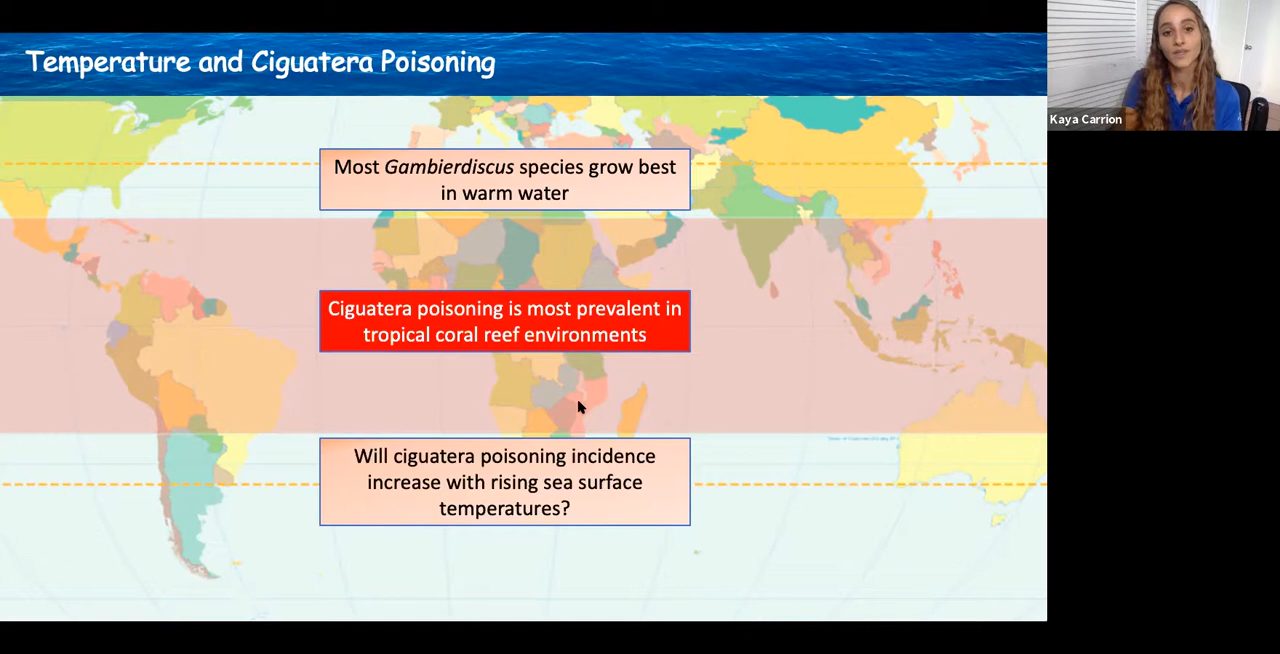 Temperature and Ciguatera Poisoning
Kaya Carrion
Most Gambierdiscus species grow best
in warm water
Ciguatera poisoning is most prevalent in
tropical coral reef environments
Will ciguatera poisoning incidence
increase with rising sea surface
temperatures?